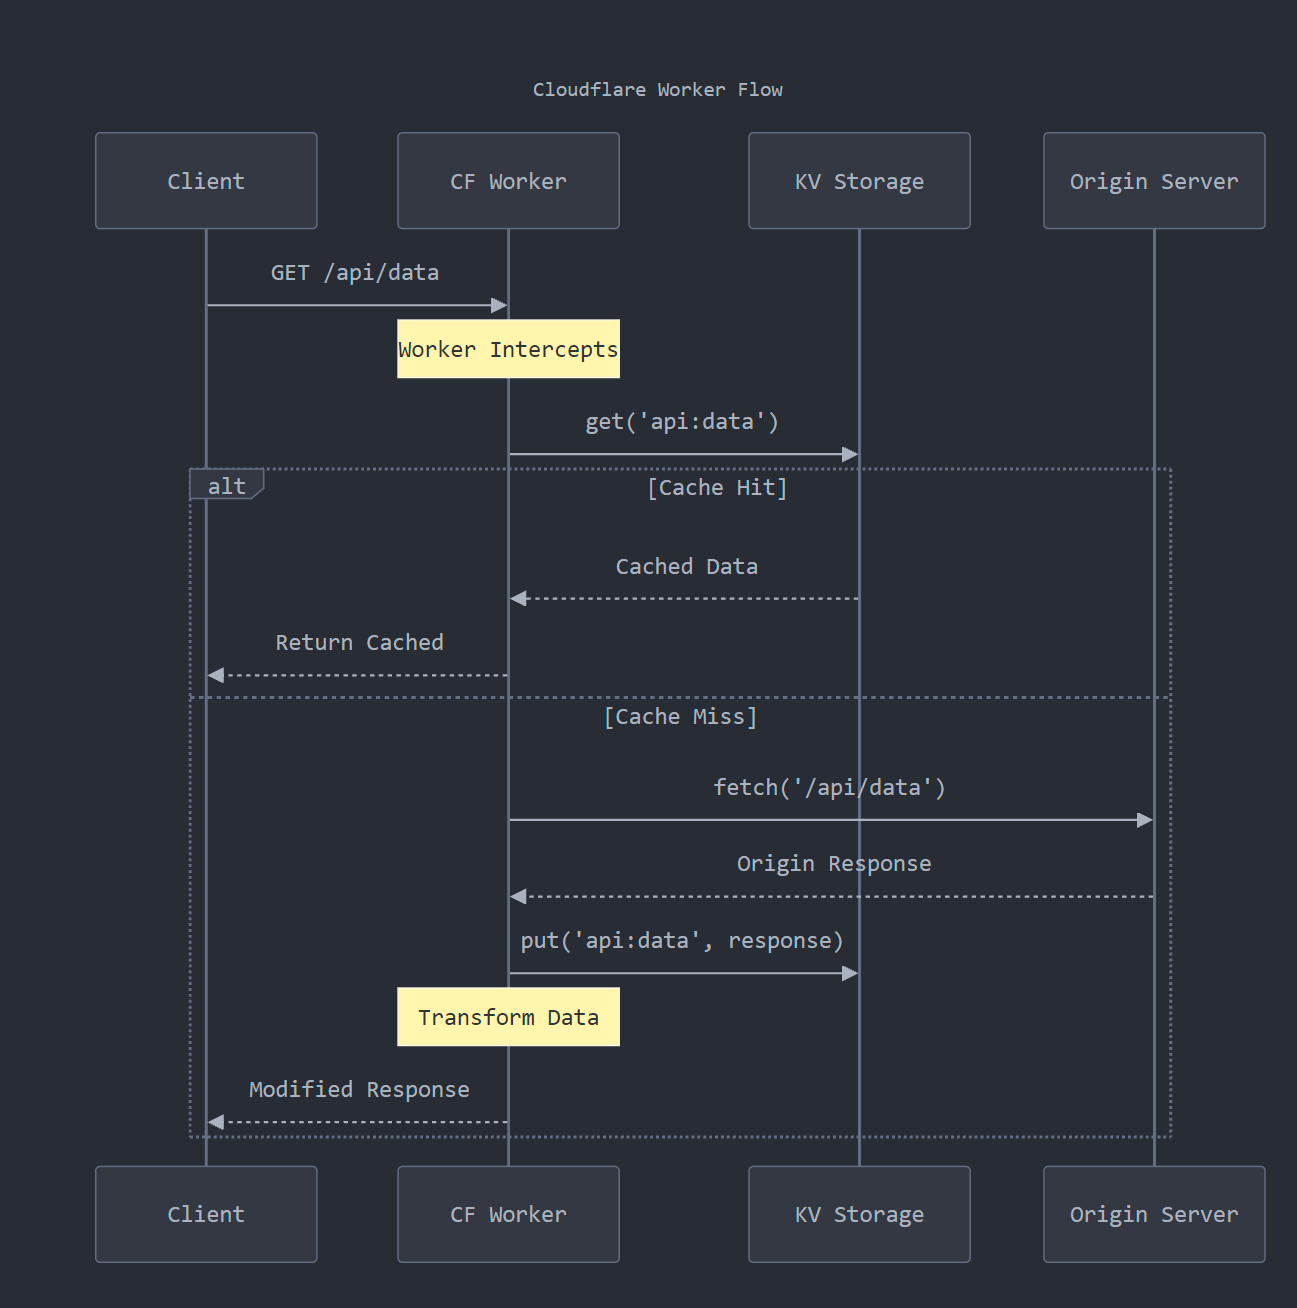 Cloudflare Worker Flow
Client
CF Worker
KV Storage
Origin Server
GET /api/data
Worker Intercepts
get('api:data')
alt
[Cache Hit]
Cached Data
Return Cached
[Cache Miss]
fetch('/api/data')
Origin Response
put('api:data', response)
Transform Data
Modified Response
Client
CF Worker
KV Storage
Origin Server